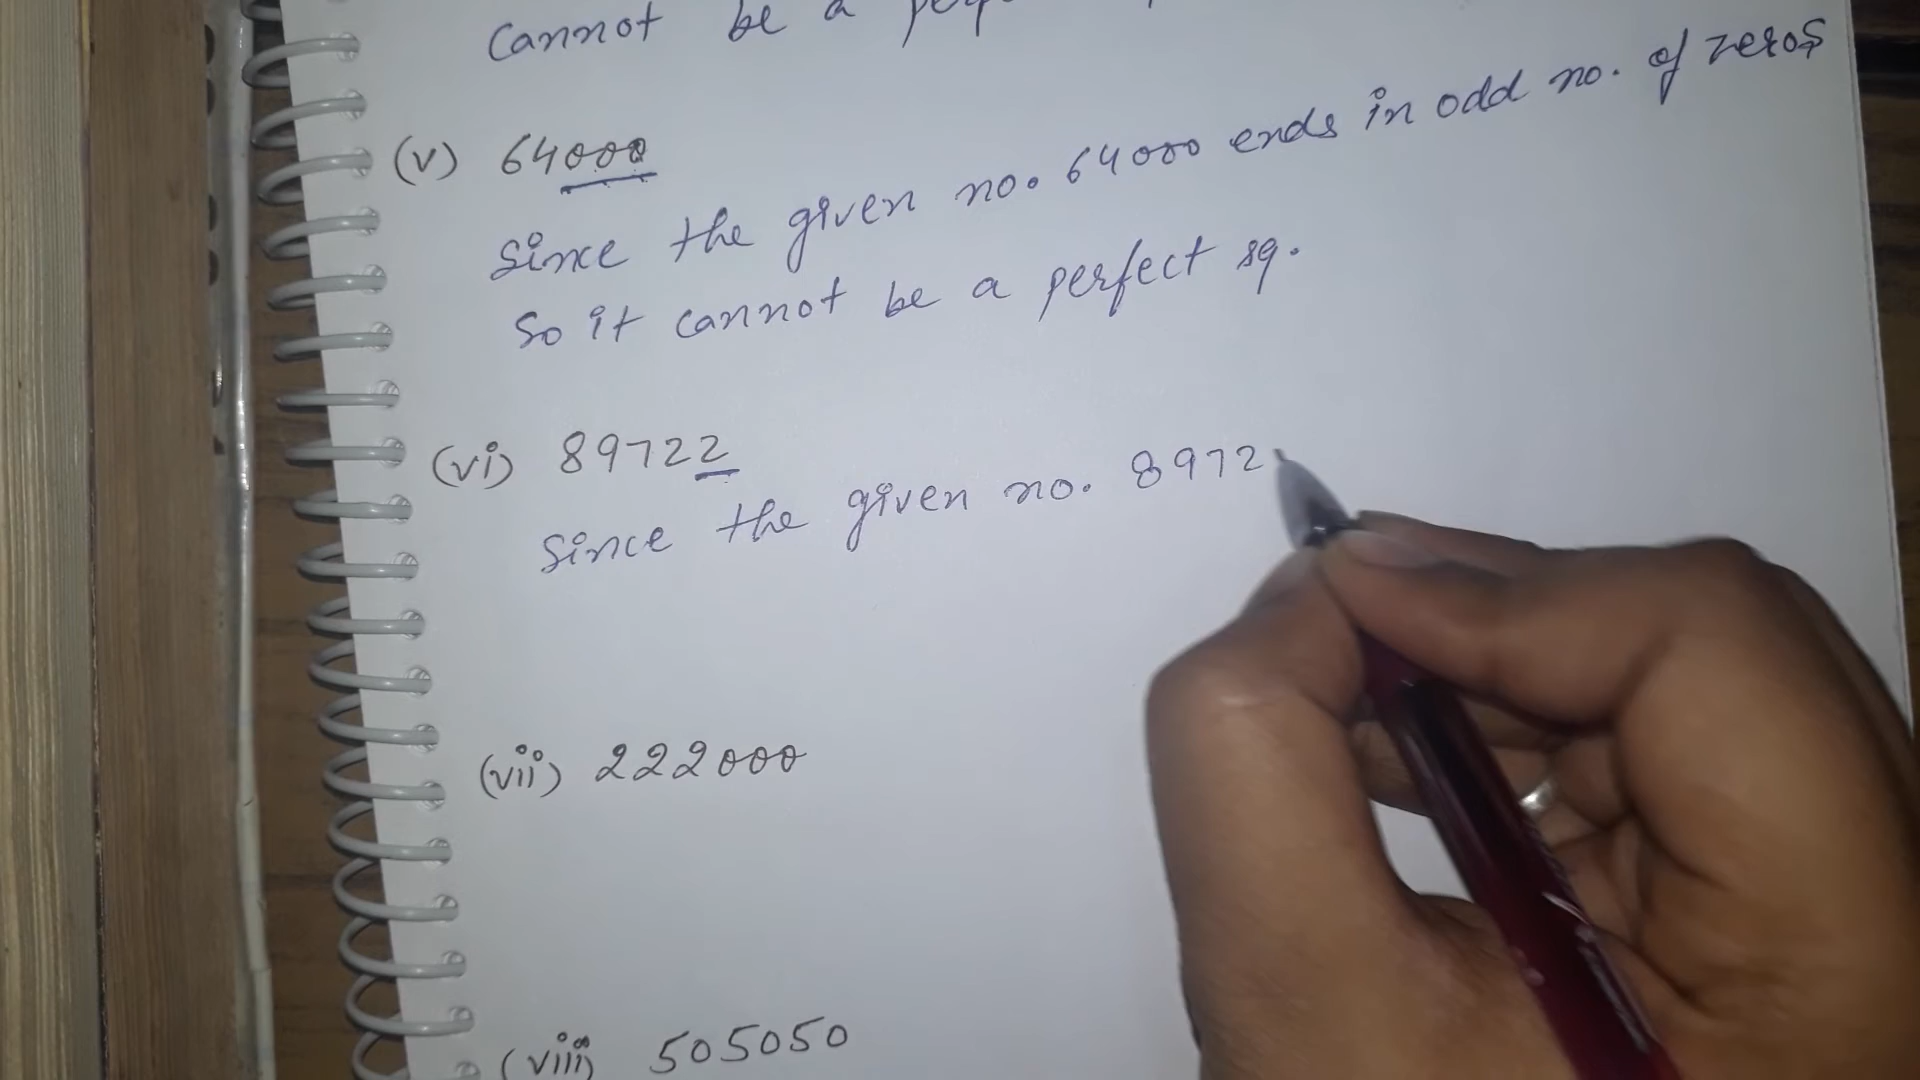 cannot be a
(v) 64000
Since the given no. 64000 ends in odd no. of zeros
So it cannot be a perfect sq.
(vi) 89722
Since the given no. 8972
(vii) 222000
(viii) 505050